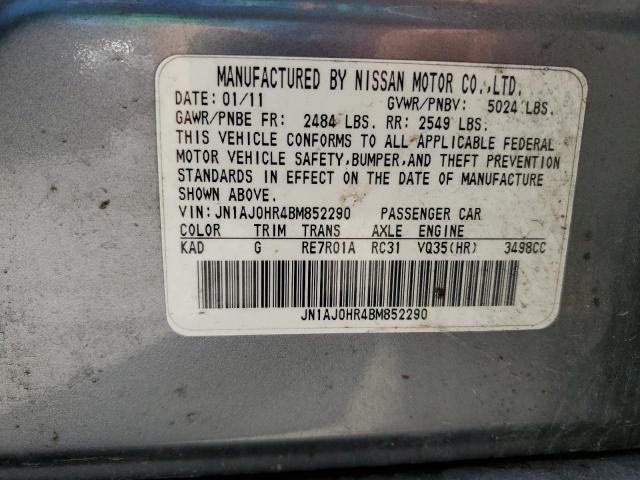 MANUFACTURED BY NISSAN MOTOR CO.,LTD.
DATE: 01/11 GVWR/PNBV: 5024 LBS.
GAWR/PNBE FR: 2484 LBS. RR: 2549 LBS.
THIS VEHICLE CONFORMS TO ALL APPLICABLE FEDERAL
MOTOR VEHICLE SAFETY,BUMPER,AND THEFT PREVENTION
STANDARDS IN EFFECT ON THE DATE OF MANUFACTURE
SHOWN ABOVE.
VIN:JN1AJ0HR4BM852290 PASSENGER CAR
COLOR TRIM TRANS AXLE ENGINE
KAD G RE7R01A RC31 VQ35(HR) 3498CC
JN1AJ0HR4BM852290